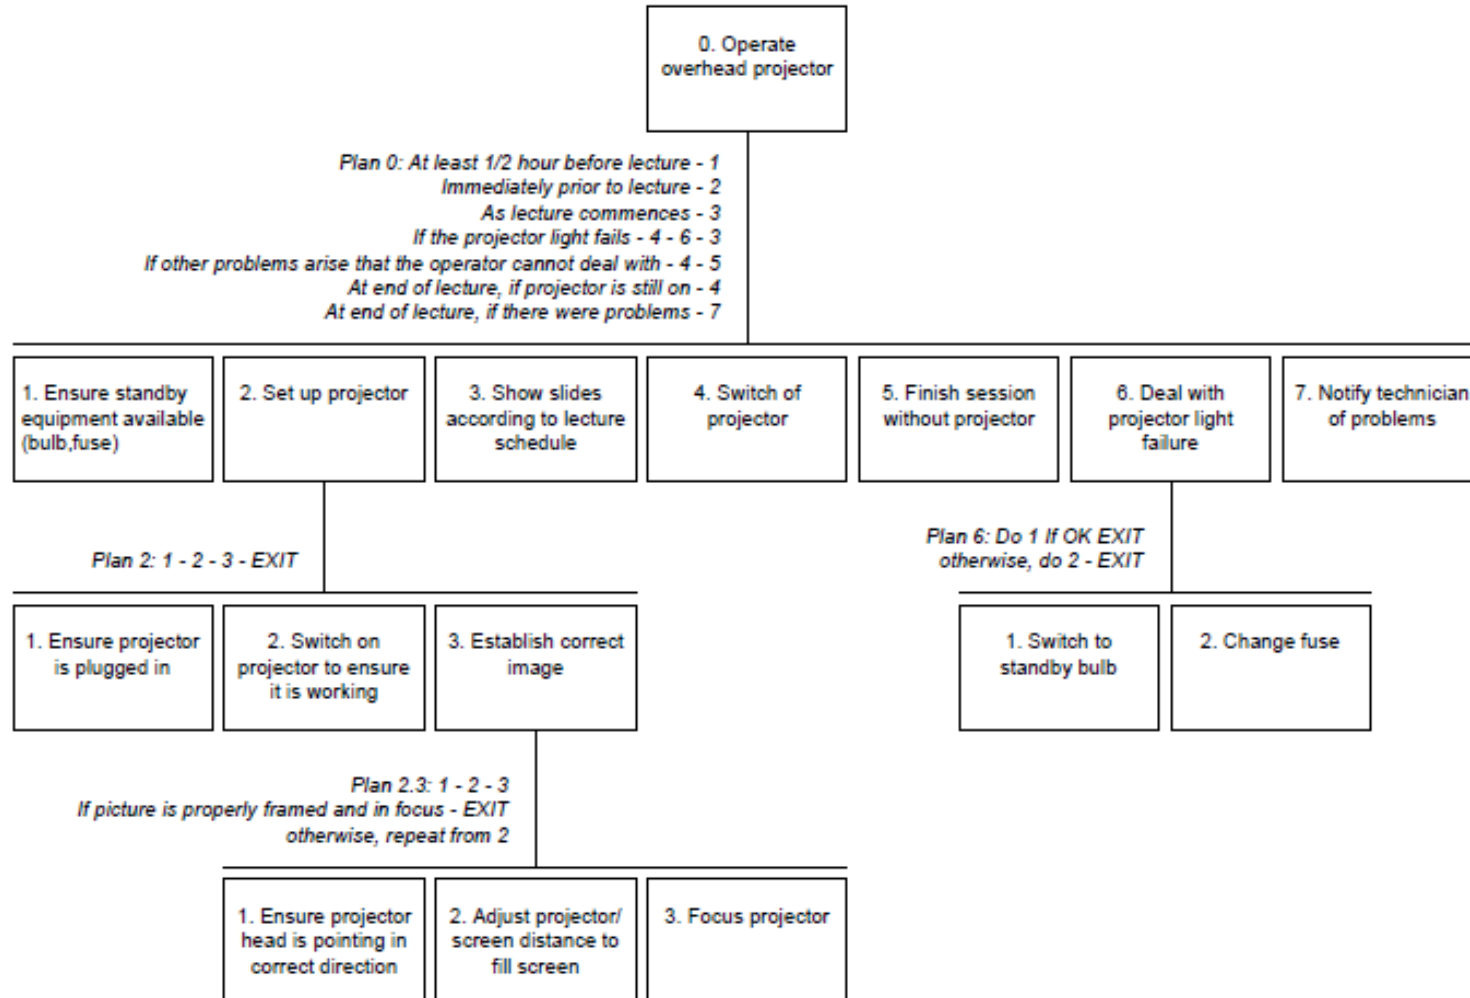 0. Operate
overhead projector
Plan 0: At least 1/2 hour before lecture - 1
Immediately prior to lecture - 2
As lecture commences - 3
If the projector light fails - 4 - 6 - 3
If other problems arise that the operator cannot deal with - 4 - 5
At end of lecture, if projector is still on - 4
At end of lecture, if there were problems - 7
1. Ensure standby
equipment available
(bulb,fuse)
2. Set up projector
3. Show slides
according to lecture
schedule
4. Switch of
projector
5. Finish session
without projector
6. Deal with
projector light
failure
7. Notify technician
of problems
Plan 2: 1 - 2 - 3 - EXIT
Plan 6: Do 1 If OK EXIT
otherwise, do 2 - EXIT
1. Ensure projector
is plugged in
2. Switch on
projector to ensure
it is working
3. Establish correct
image
1. Switch to
standby bulb
2. Change fuse
Plan 2.3: 1 - 2 - 3
If picture is properly framed and in focus - EXIT
otherwise, repeat from 2
1. Ensure projector
head is pointing in
correct direction
2. Adjust projector/
screen distance to
fill screen
3. Focus projector